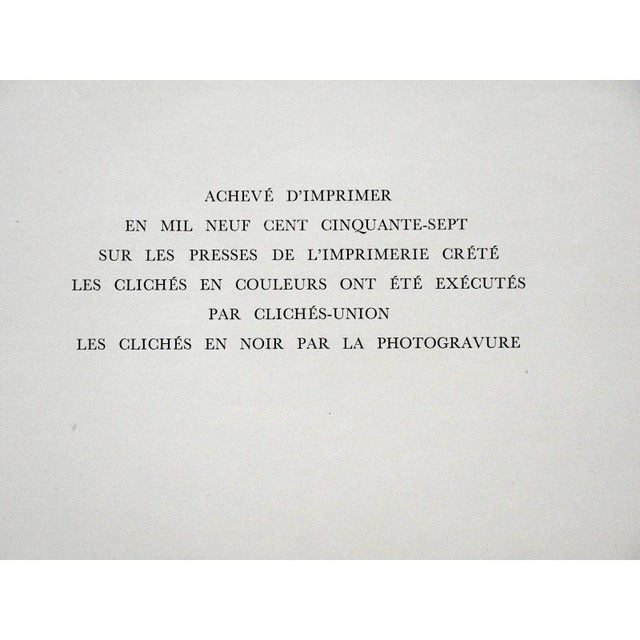 ACHEVÉ D'IMPRIMER
EN MIL NEUF CENT CINQUANTE-SEPT
SUR LES PRESSES DE L'IMPRIMERIE CRÉTÉ
LES CLICHÉS EN COULEURS ONT ÉTÉ EXÉCUTÉS
PAR CLICHÉS-UNION
LES CLICHÉS EN NOIR PAR LA PHOTOGRAVURE